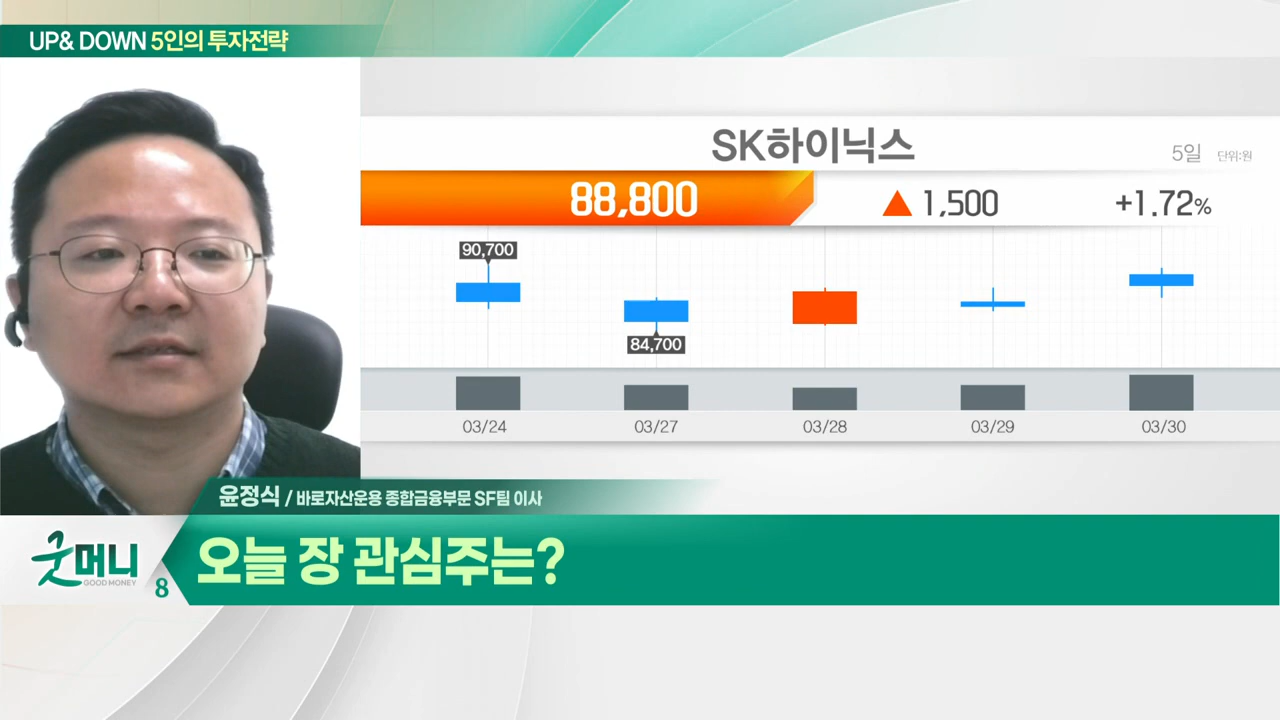 UP& DOWN 5인의 투자전략
SK하이닉스
5일 단위:원
88,800 ▲ 1,500 +1.72%
90,700
84,700
03/24 03/27 03/28 03/29 03/30
윤정식 / 바로자산운용 종합금융부문 SF팀 이사
굿머니
GOOD MONEY
8
오늘 장 관심주는?